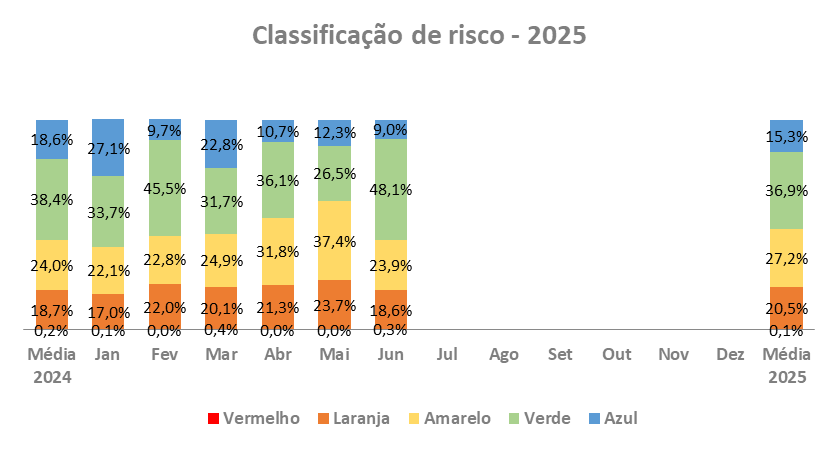 Classificação de risco - 2025
18,6% 27,1% 9,7% 22,8% 10,7% 12,3% 9,0% 15,3%
38,4% 33,7% 45,5% 31,7% 36,1% 26,5% 48,1% 36,9%
24,0% 22,1% 22,8% 24,9% 31,8% 37,4% 23,9% 27,2%
18,7% 17,0% 22,0% 20,1% 21,3% 23,7% 18,6% 20,5%
0,2% 0,1% 0,0% 0,4% 0,0% 0,0% 0,3% 0,1%
Média Jan Fev Mar Abr Mai Jun Jul Ago Set Out Nov Dez Média
2024 2025
Vermelho Laranja Amarelo Verde Azul